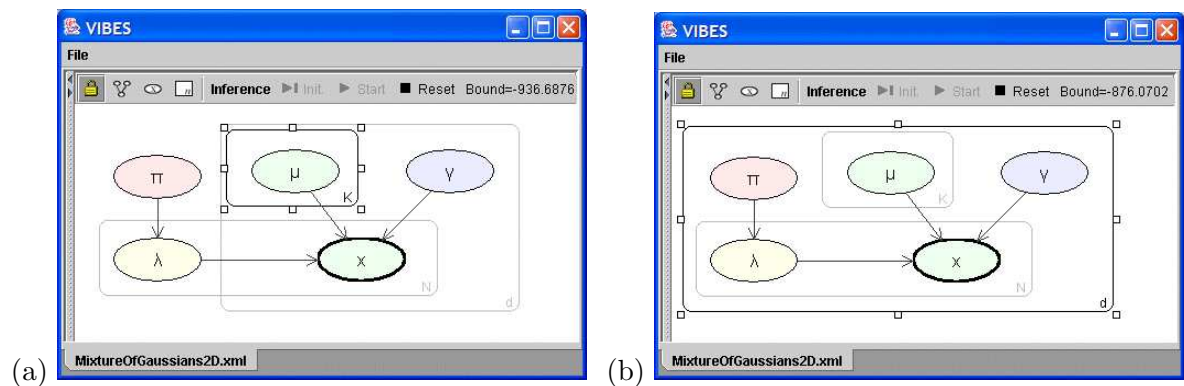 VIBES
File
Inference Init. Start Reset Bound=-936.6876
π μ γ
K
λ x
N
d
MixtureOfGaussians2D.xml
(a)
VIBES
File
Inference Init. Start Reset Bound=-876.0702
π μ γ
K
λ x
N
d
MixtureOfGaussians2D.xml
(b)